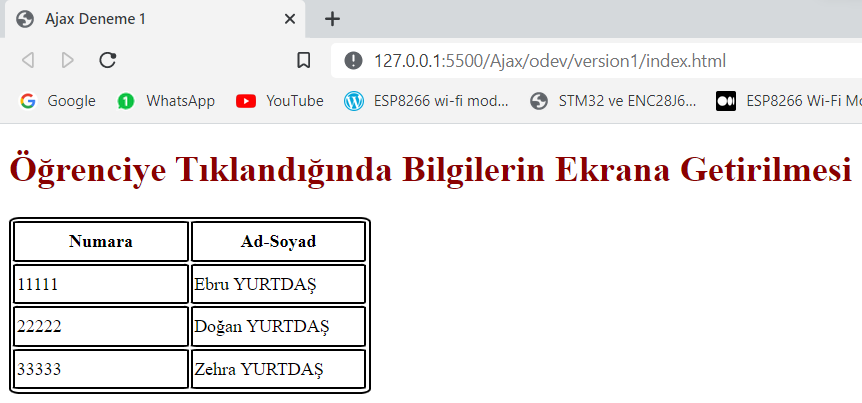 Ajax Deneme 1
127.0.0.1:5500/Ajax/odev/version1/index.html
Google WhatsApp YouTube ESP8266 wi-fi mod... STM32 ve ENC28J6... ESP8266 Wi-Fi Mo
Öğrenciye Tıklandığında Bilgilerin Ekrana Getirilmesi
Numara Ad-Soyad
11111 Ebru YURTDAŞ
22222 Doğan YURTDAŞ
33333 Zehra YURTDAŞ